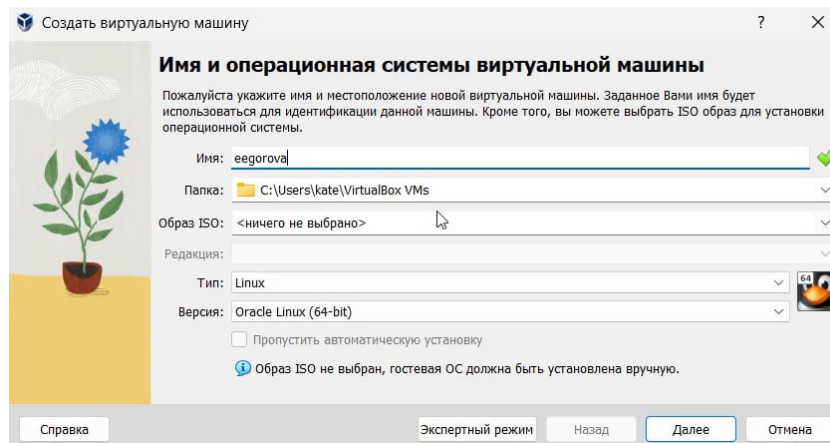 Создать виртуальную машину
?
Имя и операционная системы виртуальной машины
Пожалуйста укажите имя и местоположение новой виртуальной машины. Заданное Вами имя будет
использоваться для идентификации данной машины. Кроме того, вы можете выбрать ISO образ для установки
операционной системы.
Имя: eegorova
Папка: C:\Users\kate\VirtualBox VMs
Образ ISO: <ничего не выбрано>
Редакция:
Тип: Linux
64
Версия: Oracle Linux (64-bit)
Пропустить автоматическую установку
Образ ISO не выбран, гостевая ОС должна быть установлена вручную.
Справка Экспертный режим Назад Далее Отмена